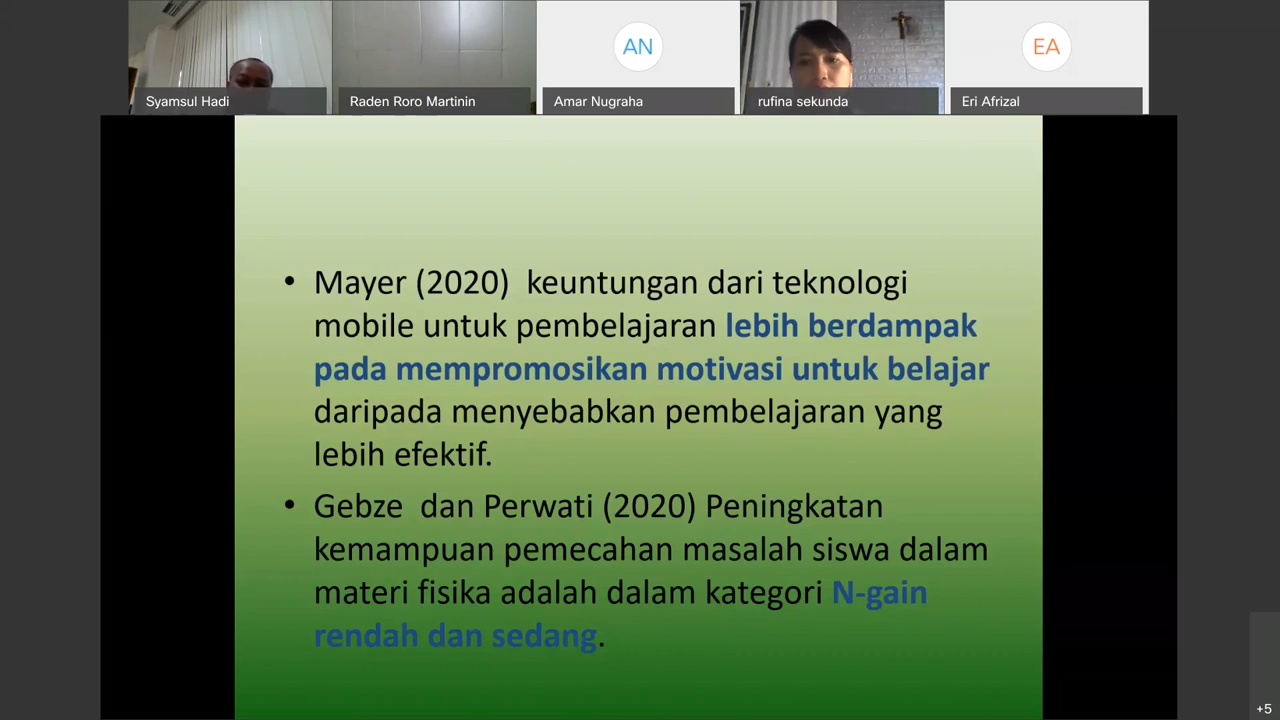 AN
EA
Syamsul Hadi
Raden Roro Martinin
Amar Nugraha
rufina sekunda
Eri Afrizal
• Mayer (2020)  keuntungan dari teknologi
mobile untuk pembelajaran lebih berdampak
pada mempromosikan motivasi untuk belajar
daripada menyebabkan pembelajaran yang
lebih efektif.
• Gebze  dan Perwati (2020) Peningkatan
kemampuan pemecahan masalah siswa dalam
materi fisika adalah dalam kategori N-gain
rendah dan sedang.
+5